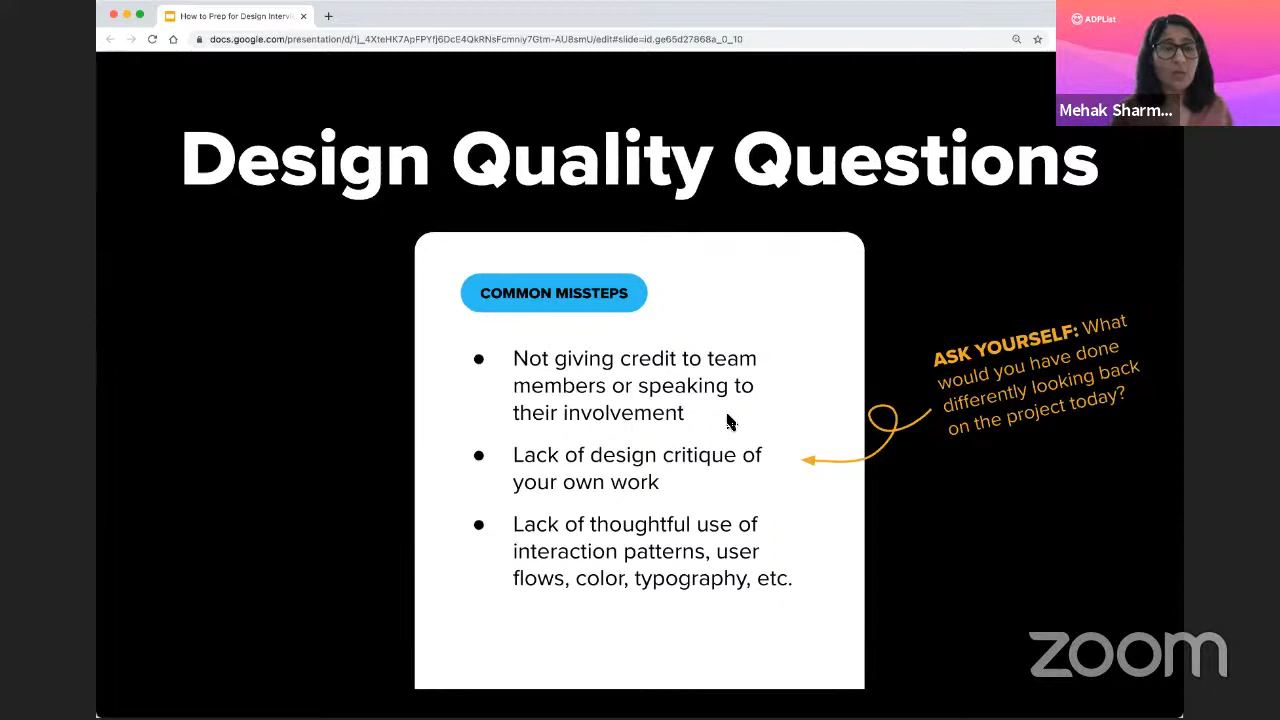 How to Prep for Design Intervie
docs.google.com/presentation/d/1j_4XteHK7ApFPYfj6DcE4QkRNsFcmniy7Gtm-AU8smU/edit#slide=id.ge65d27868a_0_10
ADPList
Mehak Sharm...
Design Quality Questions
COMMON MISSTEPS
● Not giving credit to team
members or speaking to
their involvement
● Lack of design critique of
your own work
● Lack of thoughtful use of
interaction patterns, user
flows, color, typography, etc.
ASK YOURSELF: What
would you have done
differently looking back
on the project today?
zoom